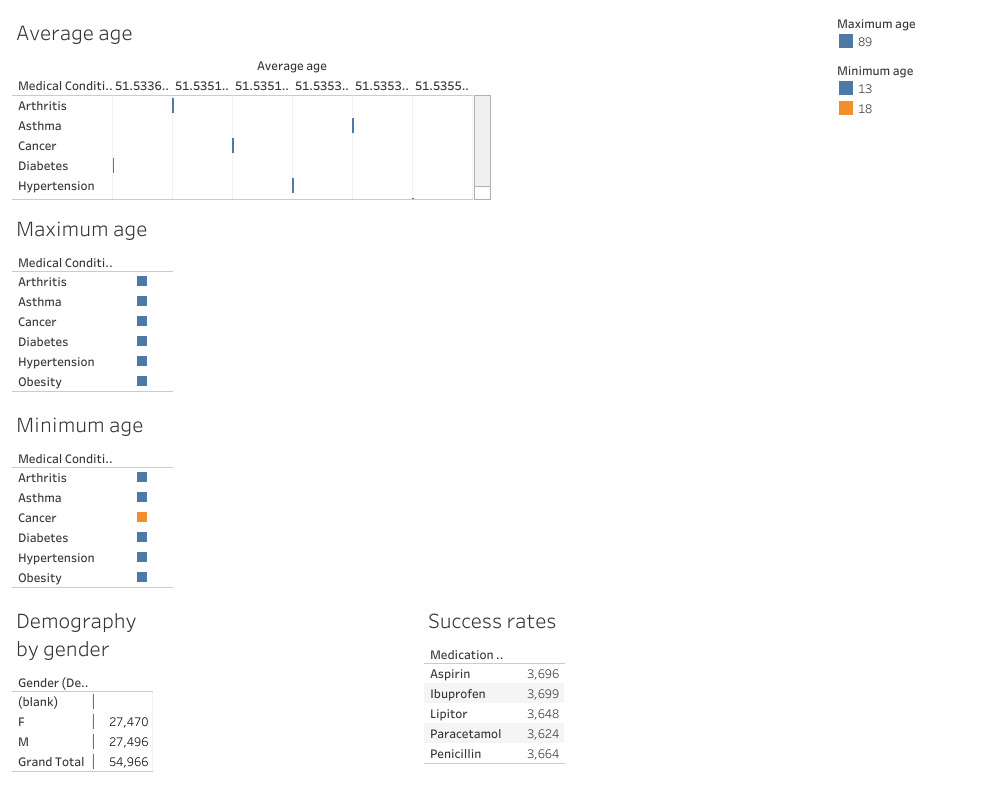 Average age
Average age
Medical Conditi.. 51.5336.. 51.5351.. 51.5351.. 51.5353.. 51.5353.. 51.5355..
Arthritis
Asthma
Cancer
Diabetes
Hypertension
Maximum age
89
Minimum age
13
18
Maximum age
Medical Conditi..
Arthritis
Asthma
Cancer
Diabetes
Hypertension
Obesity
Minimum age
Medical Conditi..
Arthritis
Asthma
Cancer
Diabetes
Hypertension
Obesity
Demography
by gender
Gender (De..
(blank)
F 27,470
M 27,496
Grand Total 54,966
Success rates
Medication ..
Aspirin 3,696
Ibuprofen 3,699
Lipitor 3,648
Paracetamol 3,624
Penicillin 3,664